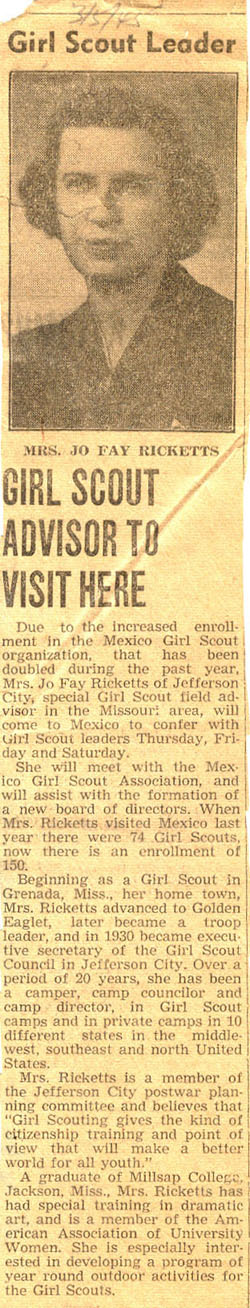 3/5/45
Girl Scout Leader
MRS. JO FAY RICKETTS
GIRL SCOUT
ADVISOR TO
VISIT HERE
Due to the increased enroll-
ment in the Mexico Girl Scout
organization, that has been
doubled during the past year,
Mrs. Jo Fay Ricketts of Jefferson
City, special Girl Scout field ad-
visor in the Missouri area, will
come to Mexico to confer with
Girl Scout leaders Thursday, Fri-
day and Saturday.
She will meet with the Mex-
ico Girl Scout Association, and
will assist with the formation of
a new board of directors. When
Mrs. Ricketts visited Mexico last
year there were 74 Girl Scouts,
now there is an enrollment of
150.
Beginning as a Girl Scout in
Grenada, Miss., her home town,
Mrs. Ricketts advanced to Golden
Eaglet, later became a troop
leader, and in 1930 became execu-
tive secretary of the Girl Scout
Council in Jefferson City. Over a
period of 20 years, she has been
a camper, camp councilor and
camp director, in Girl Scout
camps and in private camps in 10
different states in the middle-
west, southeast and north United
States.
Mrs. Ricketts is a member of
the Jefferson City postwar plan-
ning committee and believes that
"Girl Scouting gives the kind of
citizenship training and point of
view that will make a better
world for all youth."
A graduate of Millsap College,
Jackson, Miss., Mrs. Ricketts has
had special training in dramatic
art, and is a member of the Am-
erican Association of University
Women. She is especially inter-
ested in developing a program of
year round outdoor activities for
the Girl Scouts.